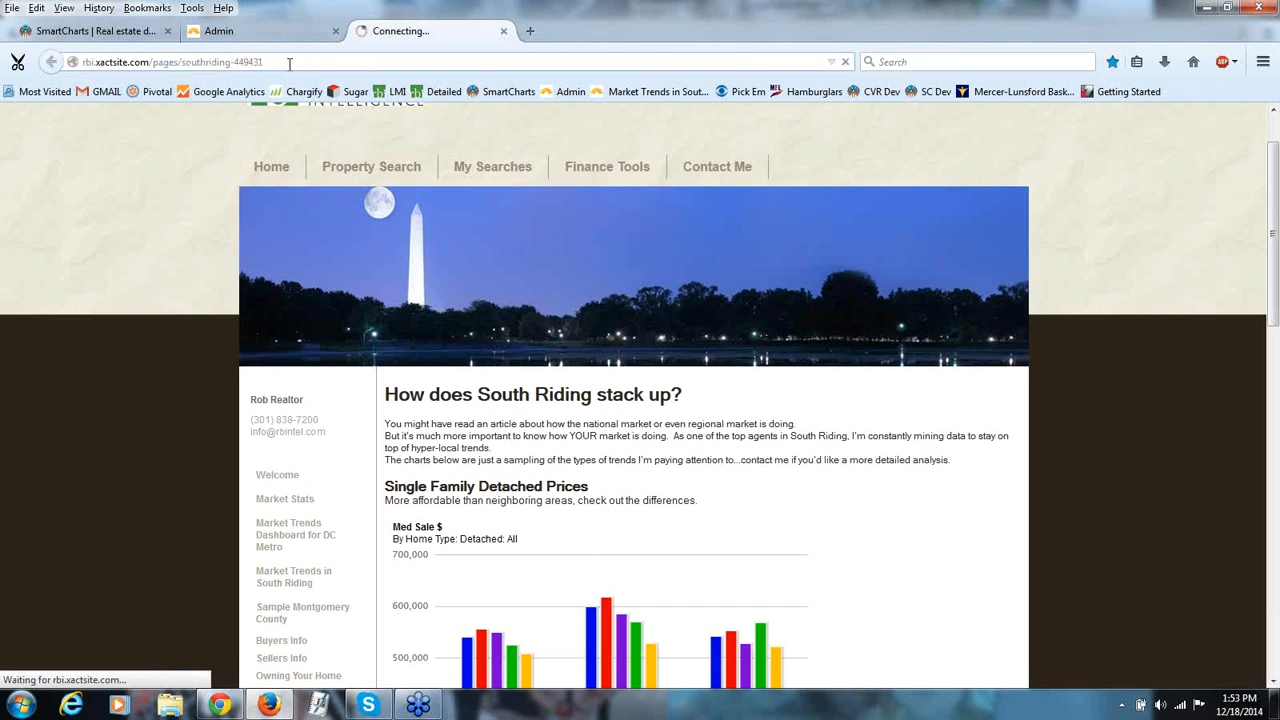 File Edit View History Bookmarks Tools Help
SmartCharts | Real estate d... × Admin × Connecting... ×
rbi.xactsite.com/pages/southriding-449431 Search
Most Visited GMAIL Pivotal Google Analytics Chargify Sugar LMI Detailed SmartCharts Admin Market Trends in Sout... Pick Em Hamburglars CVR Dev SC Dev Mercer-Lunsford Bask... Getting Started
Home Property Search My Searches Finance Tools Contact Me
Rob Realtor
(301) 838-7200
info@rbintel.com
Welcome
Market Stats
Market Trends
Dashboard for DC
Metro
Market Trends in
South Riding
Sample Montgomery
County
Buyers Info
Sellers Info
Owning Your Home
How does South Riding stack up?
You might have read an article about how the national market or even regional market is doing.
But it's much more important to know how YOUR market is doing. As one of the top agents in South Riding, I'm constantly mining data to stay on
top of hyper-local trends.
The charts below are just a sampling of the types of trends I'm paying attention to...contact me if you'd like a more detailed analysis.
Single Family Detached Prices
More affordable than neighboring areas, check out the differences.
Med Sale $
By Home Type: Detached: All
700,000
600,000
500,000
Waiting for rbi.xactsite.com...
1:53 PM
12/18/2014